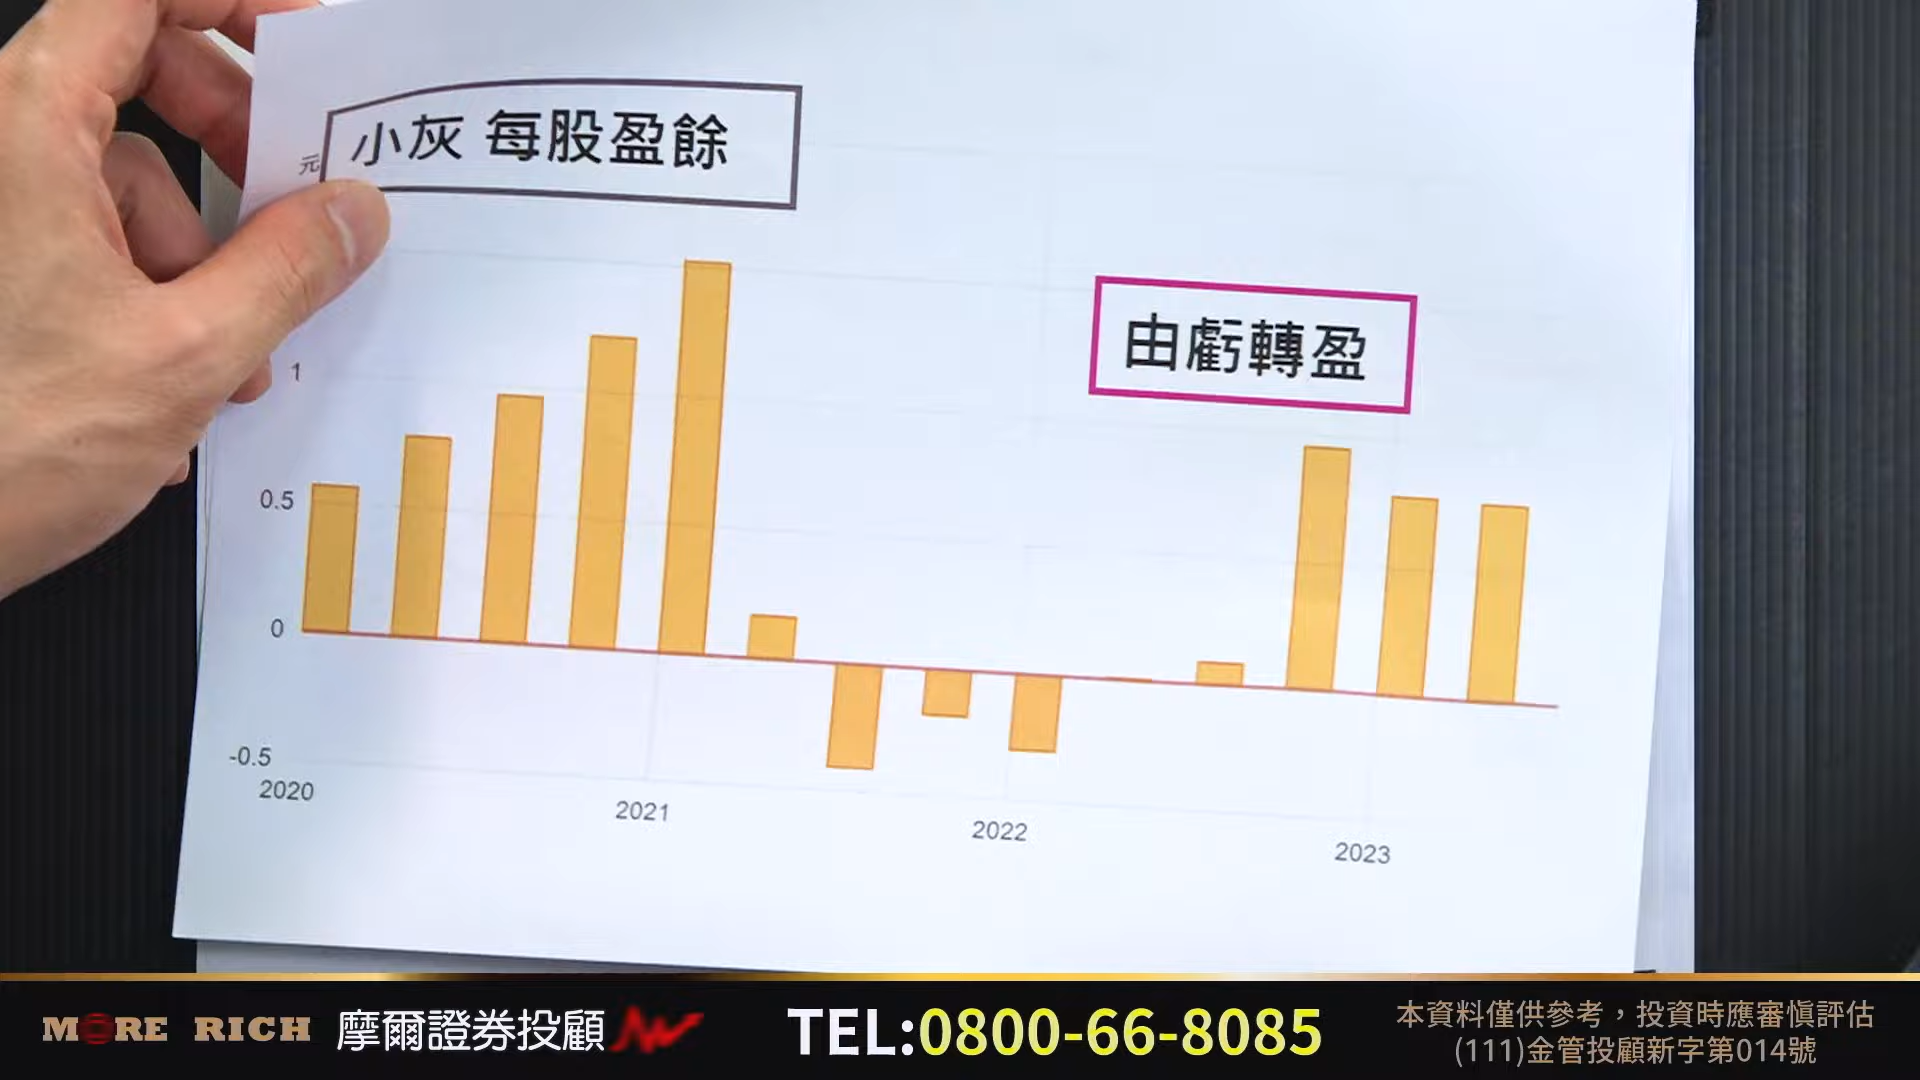 小灰 每股盈餘
元
由虧轉盈
1
0.5
0
-0.5
2020
2021
2022
2023
MORE RICH 摩爾證券投顧
TEL:0800-66-8085
本資料僅供參考，投資時應審慎評估
(111)金管投顧新字第014號